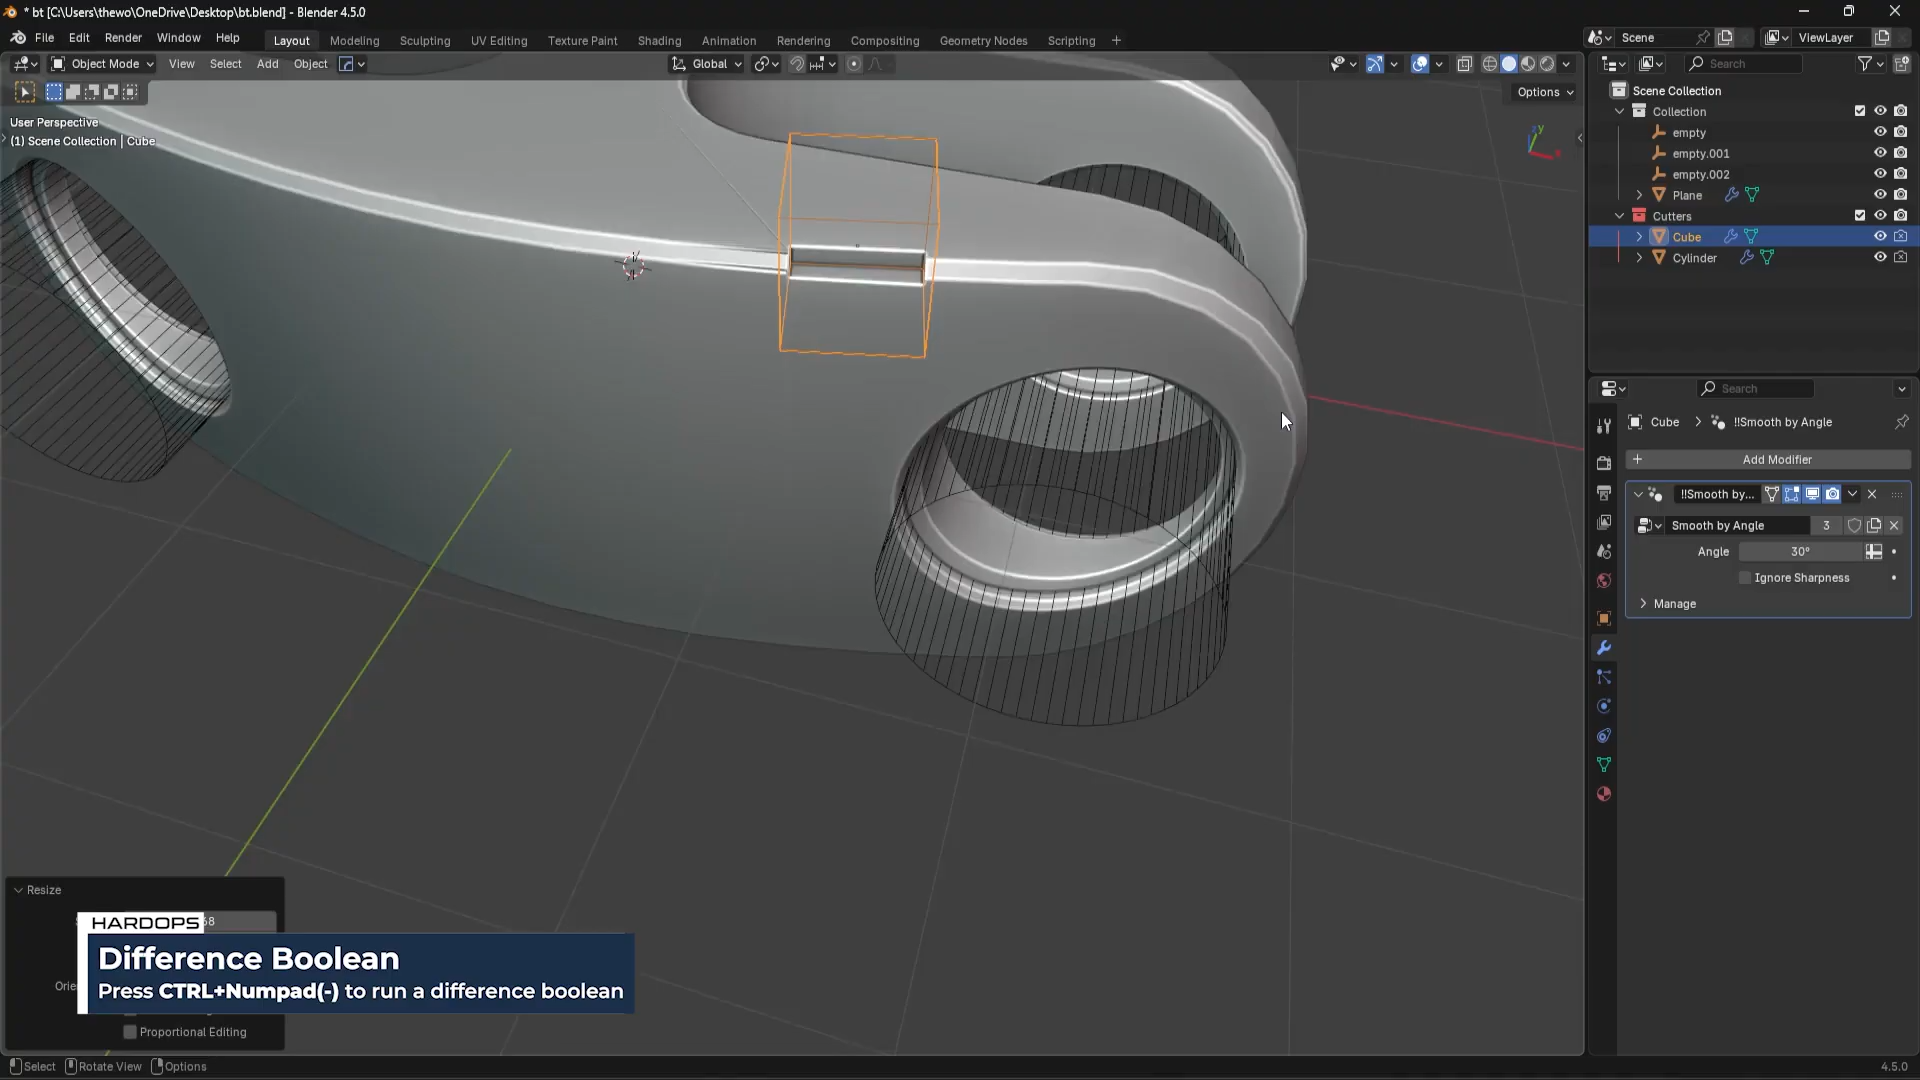 * bt [C:\Users\thewo\OneDrive\Desktop\bt.blend] - Blender 4.5.0
File Edit Render Window Help
Layout Modeling Sculpting UV Editing Texture Paint Shading Animation Rendering Compositing Geometry Nodes Scripting +
Scene
ViewLayer
Object Mode View Select Add Object
Global
Search
Options
User Perspective
(1) Scene Collection | Cube
Y
Scene Collection
Collection
empty
empty.001
empty.002
Plane
Cutters
Cube
Cylinder
Search
Cube > !!Smooth by Angle
+ Add Modifier
!!Smooth by...
Smooth by Angle 3
Angle 30°
Ignore Sharpness
Manage
Resize
68
HARDOPS
Difference Boolean
Press CTRL+Numpad(-) to run a difference boolean
Orie
Proportional Editing
Select Rotate View Options
4.5.0